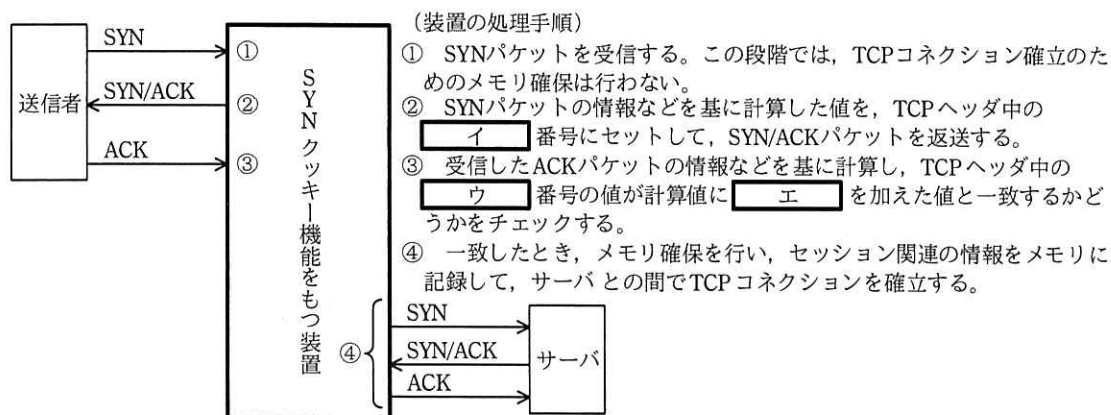 (装置の処理手順)
① SYNパケットを受信する。この段階では，TCPコネクション確立のた
めのメモリ確保は行わない。
② SYNパケットの情報などを基に計算した値を，TCPヘッダ中の
イ 番号にセットして，SYN/ACKパケットを返送する。
③ 受信したACKパケットの情報などを基に計算し，TCPヘッダ中の
ウ 番号の値が計算値に エ を加えた値と一致するかど
うかをチェックする。
④ 一致したとき，メモリ確保を行い，セッション関連の情報をメモリに
記録して，サーバとの間でTCPコネクションを確立する。
送信者
SYN
①
SYN/ACK
②
ACK
③
SYNクッキー機能をもつ装置
④
SYN
SYN/ACK
ACK
サーバ